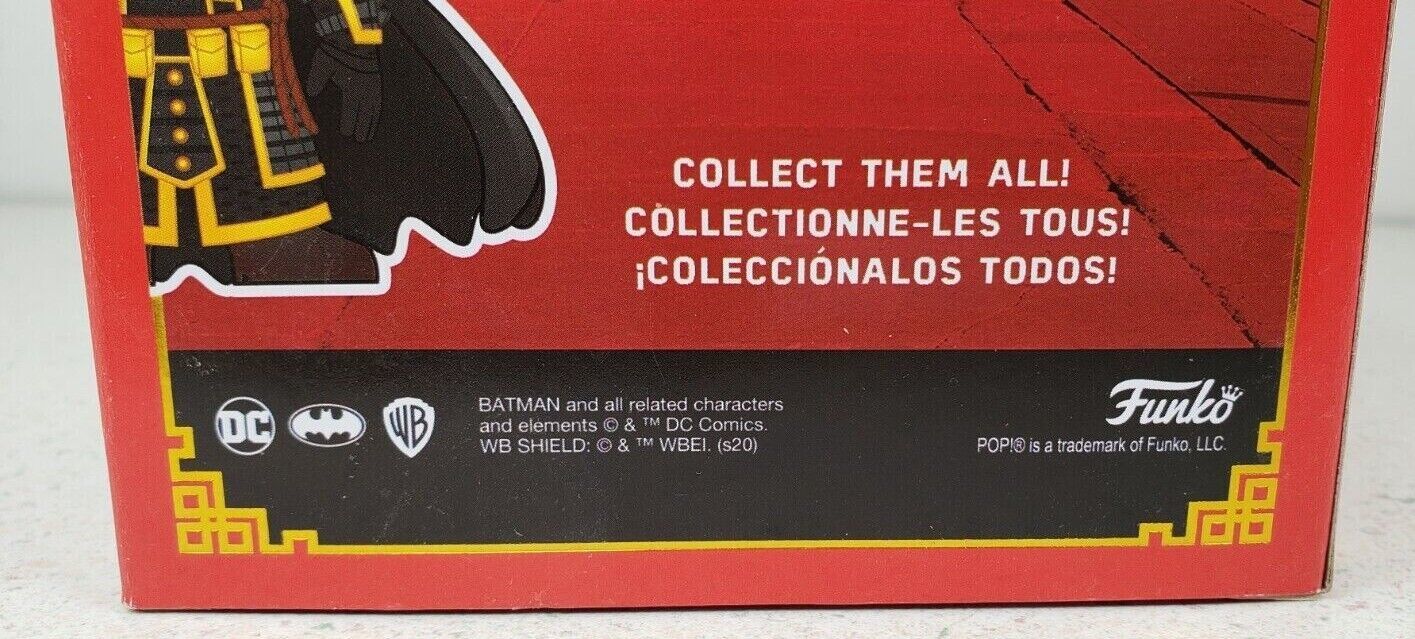 COLLECT THEM ALL!
COLLECTIONNE-LES TOUS!
¡COLECCIÓNALOS TODOS!
DC
WB
BATMAN and all related characters
and elements © & ™ DC Comics.
WB SHIELD: © & ™ WBEI. (s20)
Funko
POP!® is a trademark of Funko, LLC.